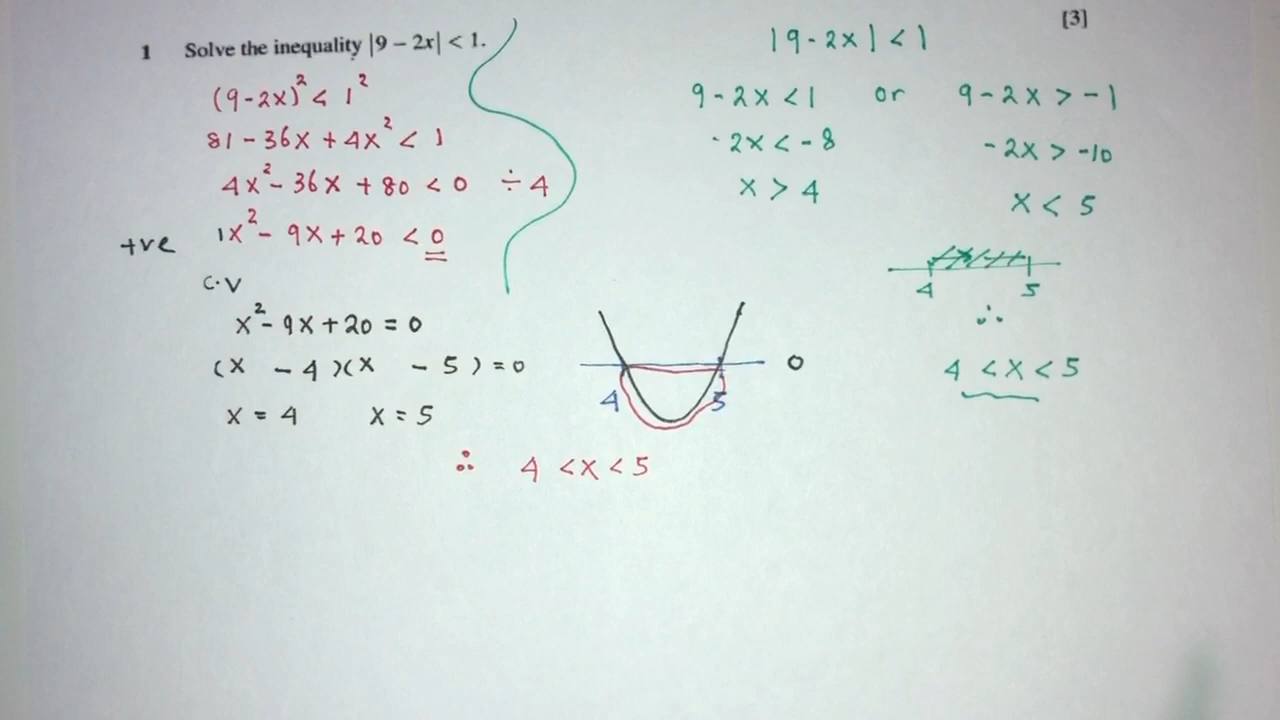 1 Solve the inequality |9 − 2x| < 1. [3]
(9-2x)² < 1²
81 - 36x + 4x² < 1
4x² - 36x + 80 < 0 ÷ 4
+ve 1x² - 9x + 20 < 0
C.V
x² - 9x + 20 = 0
(x - 4)(x - 5) = 0
x = 4 x = 5
4 5 0
∴ 4 < x < 5
|9-2x| < 1
9-2x < 1 or 9-2x > -1
-2x < -8 -2x > -10
x > 4 x < 5
4 5
∴
4 < x < 5